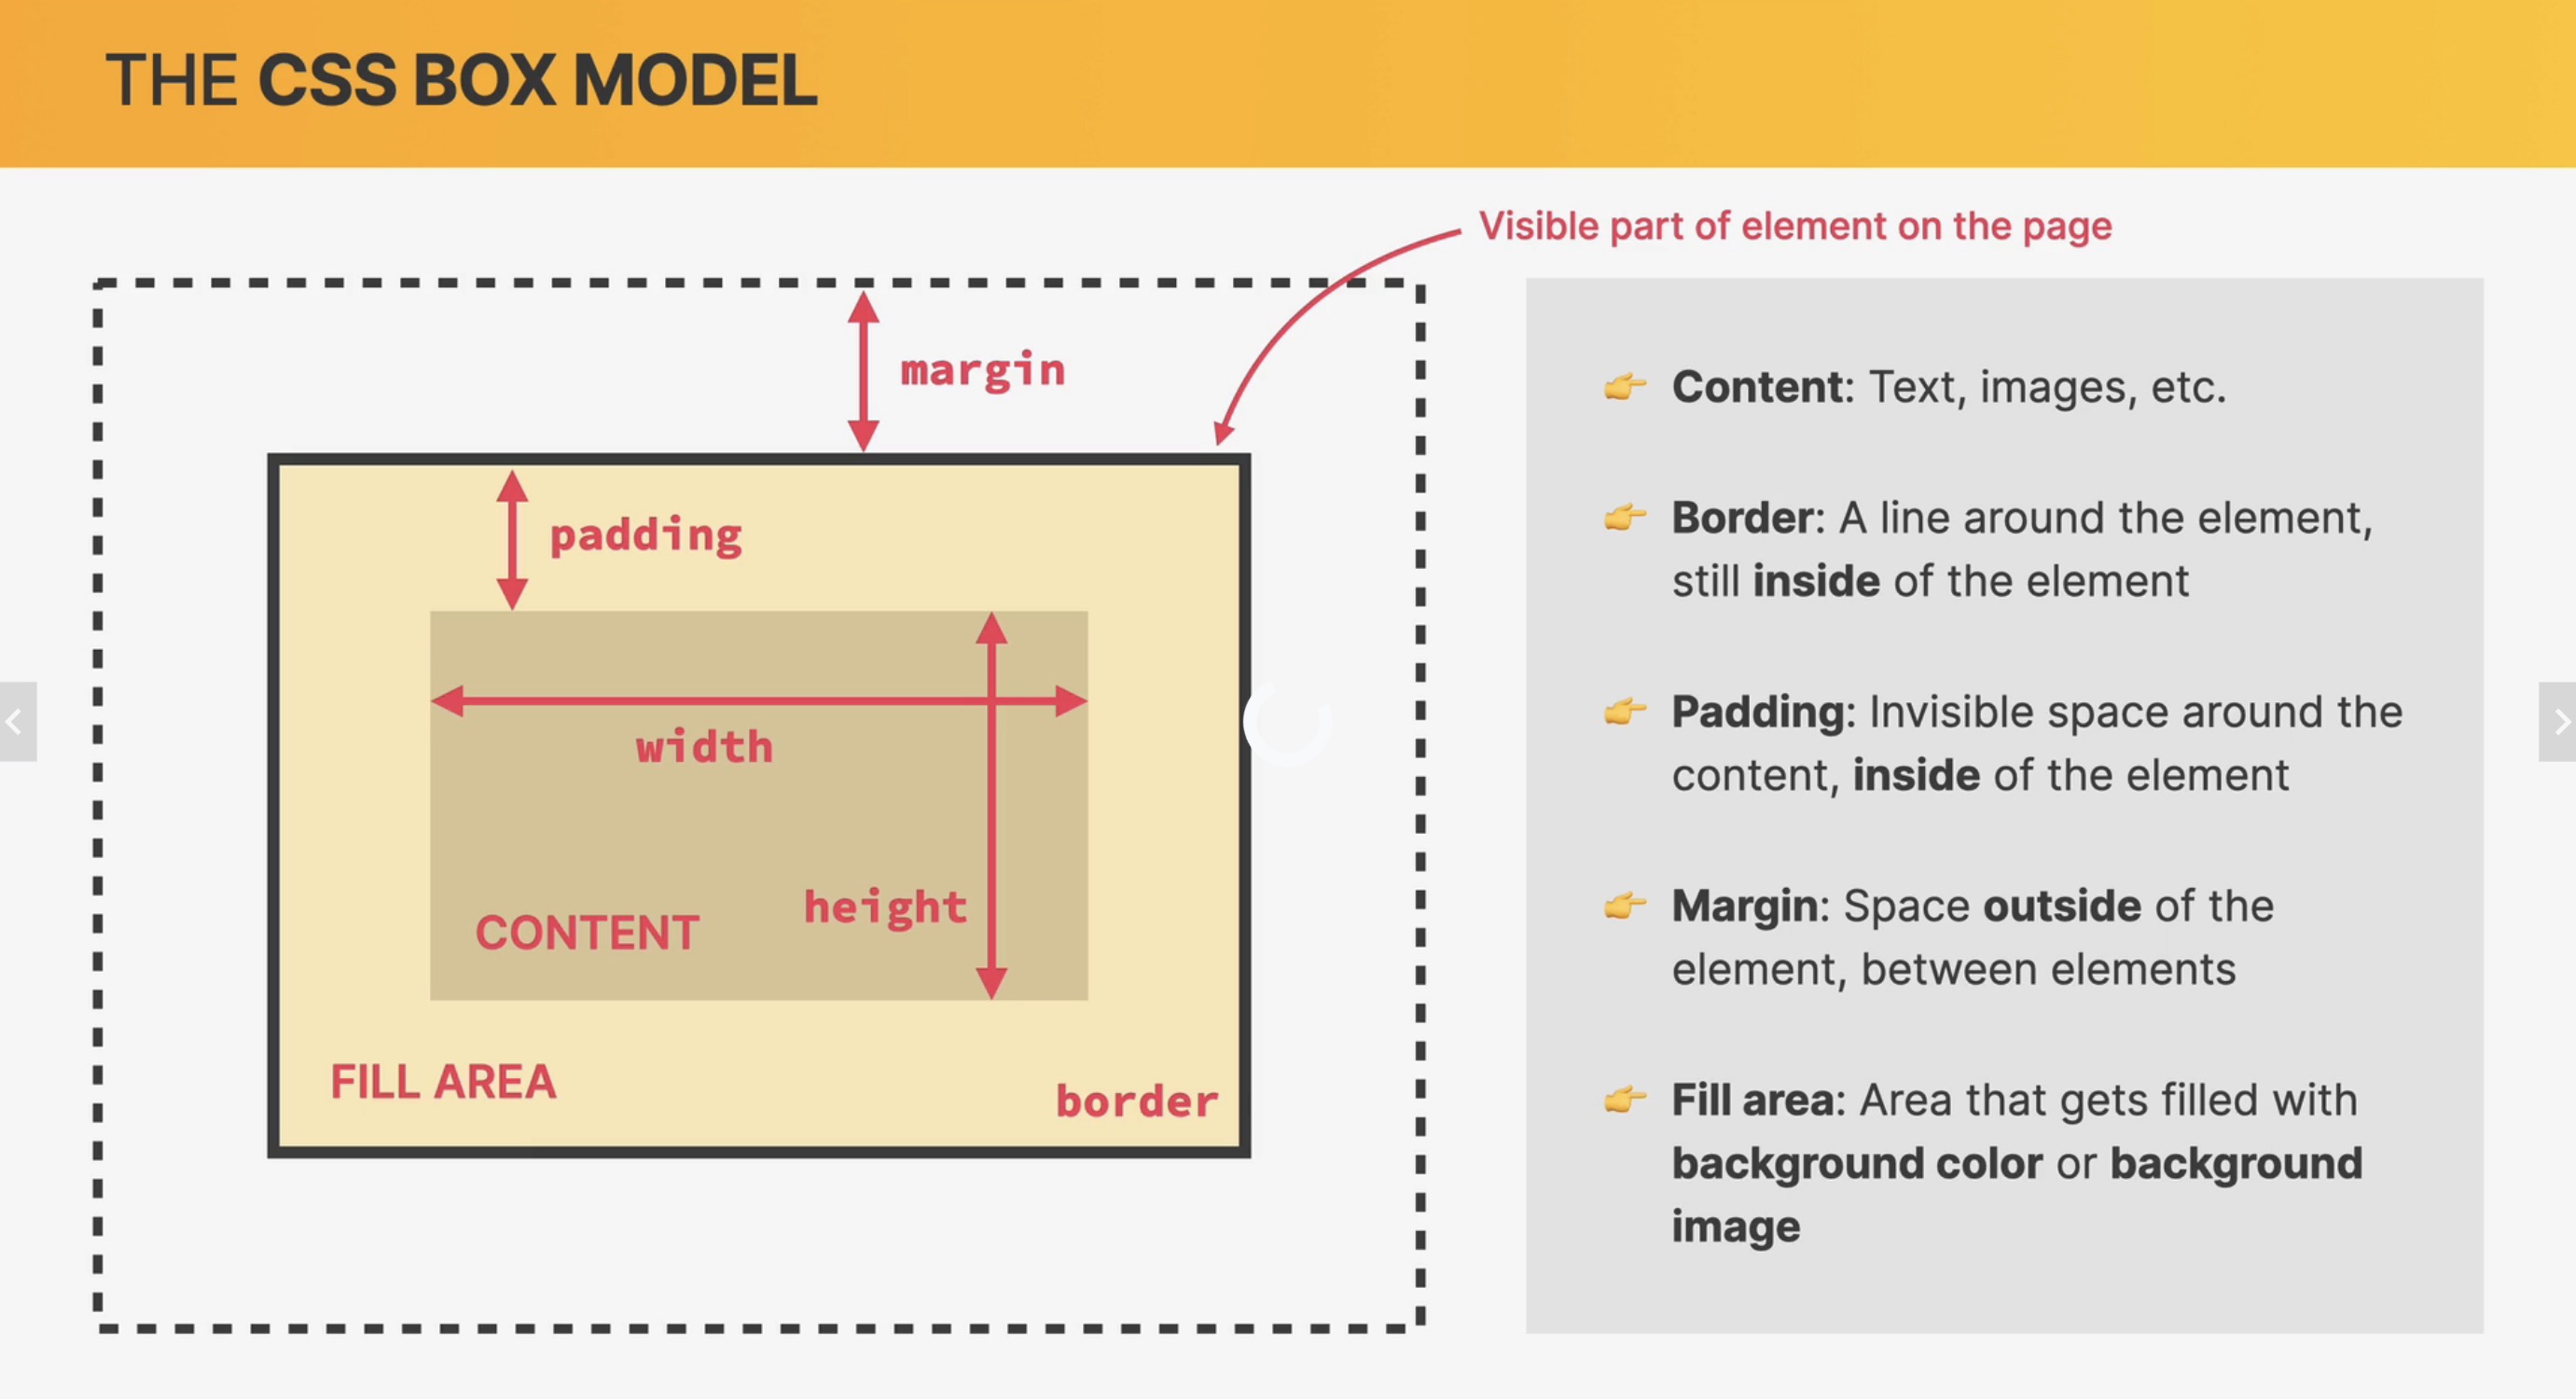 THE CSS BOX MODEL
Visible part of element on the page
margin
padding
width
height
CONTENT
FILL AREA
border
👉 Content: Text, images, etc.
👉 Border: A line around the element,
still inside of the element
👉 Padding: Invisible space around the
content, inside of the element
👉 Margin: Space outside of the
element, between elements
👉 Fill area: Area that gets filled with
background color or background
image